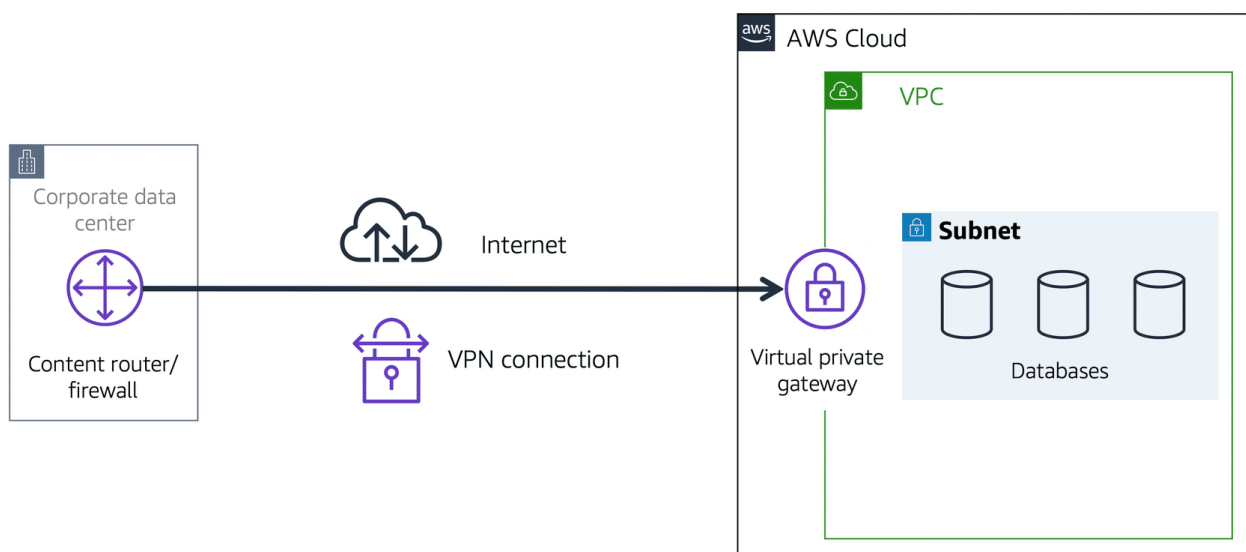 aws
AWS Cloud
VPC
Corporate data
center
Internet
Subnet
Content router/
firewall
VPN connection
Virtual private
gateway
Databases